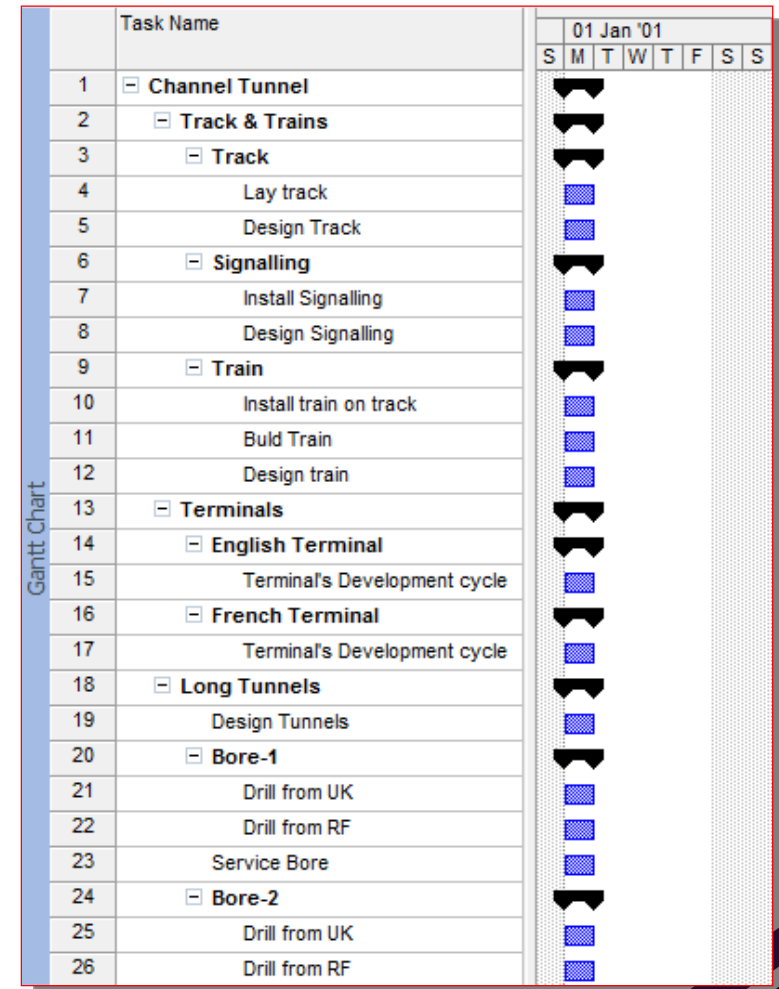 Task Name
01 Jan '01
S M T W T F S S
1 Channel Tunnel
2 Track & Trains
3 Track
4 Lay track
5 Design Track
6 Signalling
7 Install Signalling
8 Design Signalling
9 Train
10 Install train on track
11 Buld Train
12 Design train
13 Terminals
14 English Terminal
15 Terminal's Development cycle
16 French Terminal
17 Terminal's Development cycle
18 Long Tunnels
19 Design Tunnels
20 Bore-1
21 Drill from UK
22 Drill from RF
23 Service Bore
24 Bore-2
25 Drill from UK
26 Drill from RF
Gantt Chart